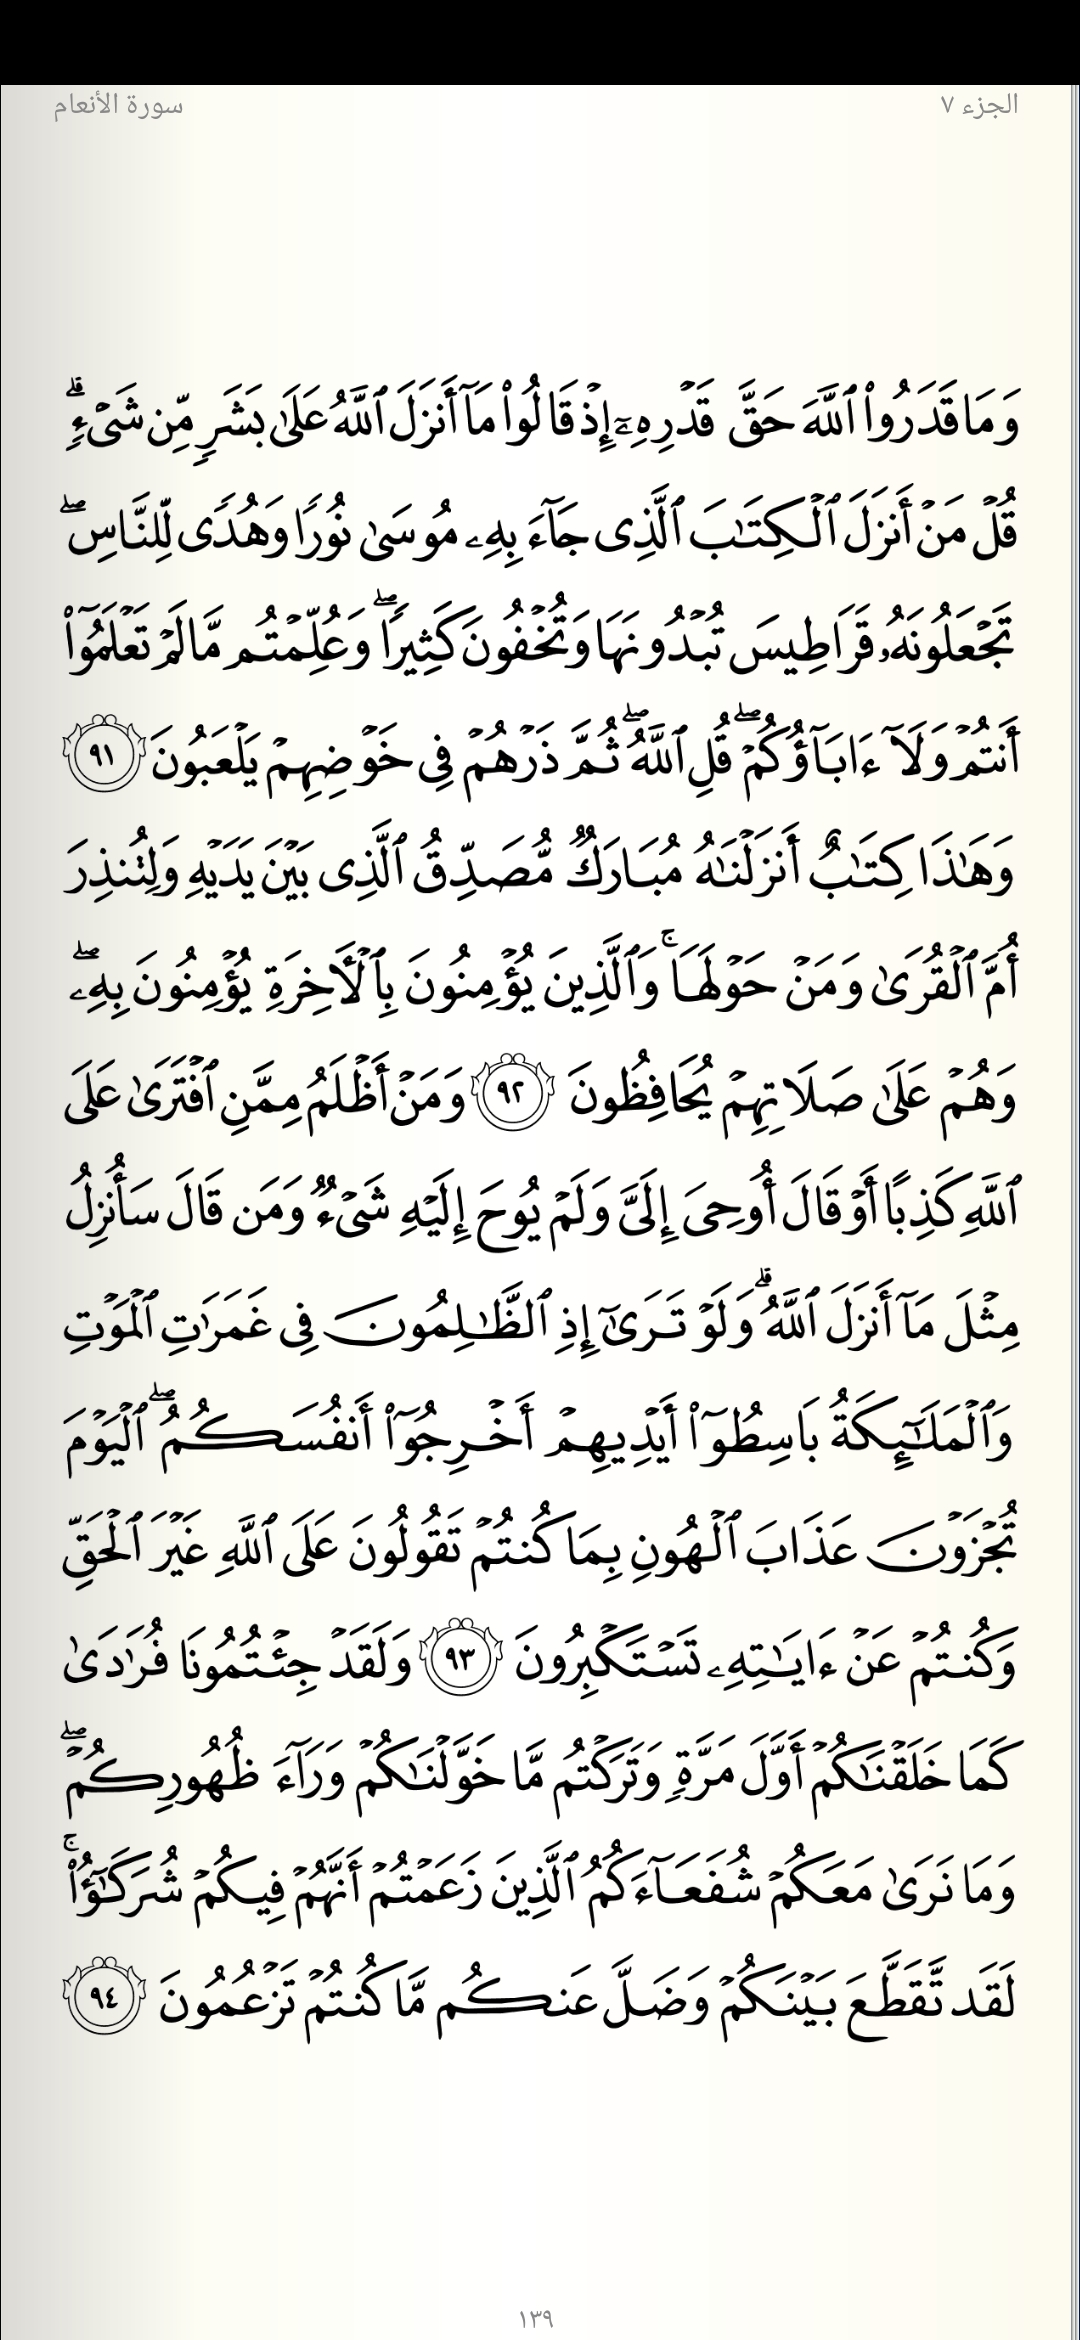 الجزء ٧
سورة الأنعام
وَمَا قَدَرُوا۟ ٱللَّهَ حَقَّ قَدْرِهِۦٓ إِذْ قَالُوا۟ مَآ أَنزَلَ ٱللَّهُ عَلَىٰ بَشَرٍ مِّن شَىْءٍ ۗ
قُلْ مَنْ أَنزَلَ ٱلْكِتَـٰبَ ٱلَّذِى جَآءَ بِهِۦ مُوسَىٰ نُورًا وَهُدًى لِّلنَّاسِ ۖ
تَجْعَلُونَهُۥ قَرَاطِيسَ تُبْدُونَهَا وَتُخْفُونَ كَثِيرًا ۖ وَعُلِّمْتُم مَّا لَمْ تَعْلَمُوٓا۟
أَنتُمْ وَلَآ ءَابَآؤُكُمْ ۖ قُلِ ٱللَّهُ ۖ ثُمَّ ذَرْهُمْ فِى خَوْضِهِمْ يَلْعَبُونَ ٩١
وَهَـٰذَا كِتَـٰبٌ أَنزَلْنَـٰهُ مُبَارَكٌ مُّصَدِّقُ ٱلَّذِى بَيْنَ يَدَيْهِ وَلِتُنذِرَ
أُمَّ ٱلْقُرَىٰ وَمَنْ حَوْلَهَا ۚ وَٱلَّذِينَ يُؤْمِنُونَ بِٱلْأَخِرَةِ يُؤْمِنُونَ بِهِۦ ۖ
وَهُمْ عَلَىٰ صَلَاتِهِمْ يُحَافِظُونَ ٩٢ وَمَنْ أَظْلَمُ مِمَّنِ ٱفْتَرَىٰ عَلَى
ٱللَّهِ كَذِبًا أَوْ قَالَ أُوحِىَ إِلَىَّ وَلَمْ يُوحَ إِلَيْهِ شَىْءٌ وَمَن قَالَ سَأُنزِلُ
مِثْلَ مَآ أَنزَلَ ٱللَّهُ ۗ وَلَوْ تَرَىٰٓ إِذِ ٱلظَّـٰلِمُونَ فِى غَمَرَٰتِ ٱلْمَوْتِ
وَٱلْمَلَـٰٓئِكَةُ بَاسِطُوٓا۟ أَيْدِيهِمْ أَخْرِجُوٓا۟ أَنفُسَكُمُ ۖ ٱلْيَوْمَ
تُجْزَوْنَ عَذَابَ ٱلْهُونِ بِمَا كُنتُمْ تَقُولُونَ عَلَى ٱللَّهِ غَيْرَ ٱلْحَقِّ
وَكُنتُمْ عَنْ ءَايَـٰتِهِۦ تَسْتَكْبِرُونَ ٩٣ وَلَقَدْ جِئْتُمُونَا فُرَٰدَىٰ
كَمَا خَلَقْنَـٰكُمْ أَوَّلَ مَرَّةٍ وَتَرَكْتُم مَّا خَوَّلْنَـٰكُمْ وَرَآءَ ظُهُورِكُمْ ۖ
وَمَا نَرَىٰ مَعَكُمْ شُفَعَآءَكُمُ ٱلَّذِينَ زَعَمْتُمْ أَنَّهُمْ فِيكُمْ شُرَكَـٰٓؤُا۟ ۚ
لَقَد تَّقَطَّعَ بَيْنَكُمْ وَضَلَّ عَنكُم مَّا كُنتُمْ تَزْعُمُونَ ٩٤
١٣٩